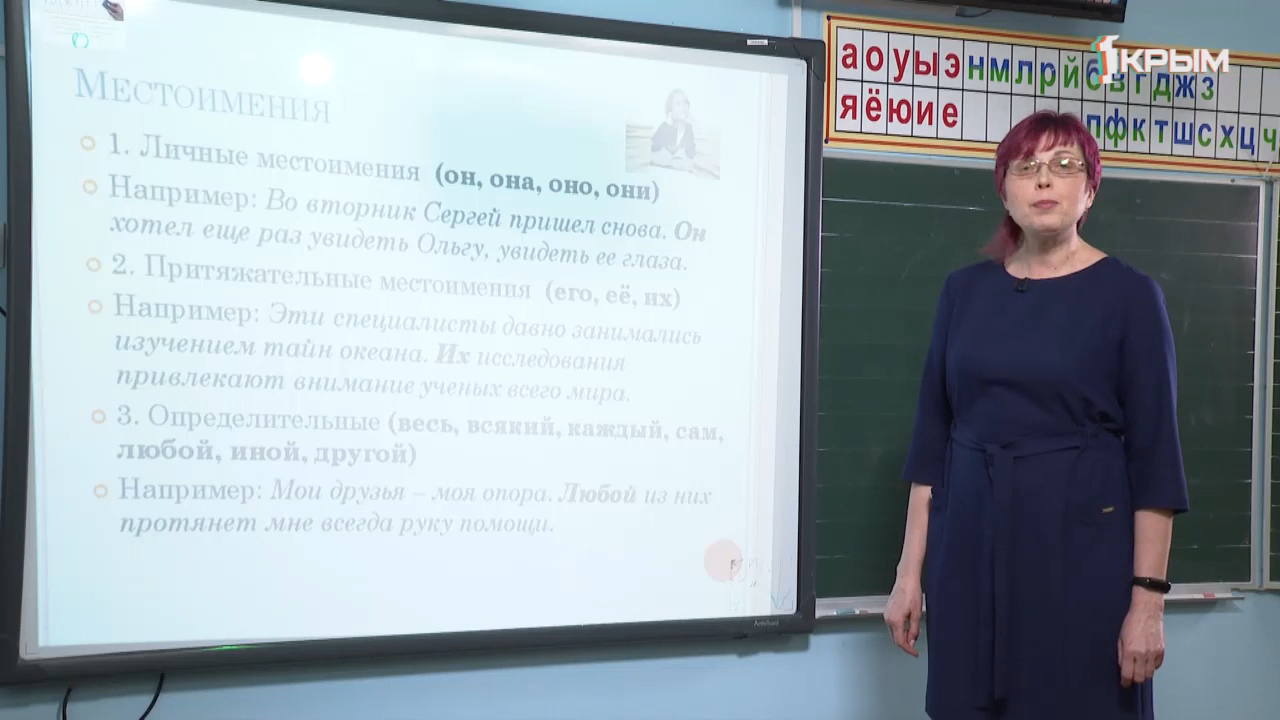 Местоимения
1. Личные местоимения (он, она, оно, они)
Например: Во вторник Сергей пришел снова. Он
хотел еще раз увидеть Ольгу, увидеть ее глаза.
2. Притяжательные местоимения (его, её, их)
Например: Эти специалисты давно занимались
изучением тайн океана. Их исследования
привлекают внимание ученых всего мира.
3. Определительные (весь, всякий, каждый, сам,
любой, иной, другой)
Например: Мои друзья – моя опора. Любой из них
протянет мне всегда руку помощи.
а о у ы э н м л р й б в г д ж з
я ё ю и е п ф к т ш с х ц ч
1КРЫМ